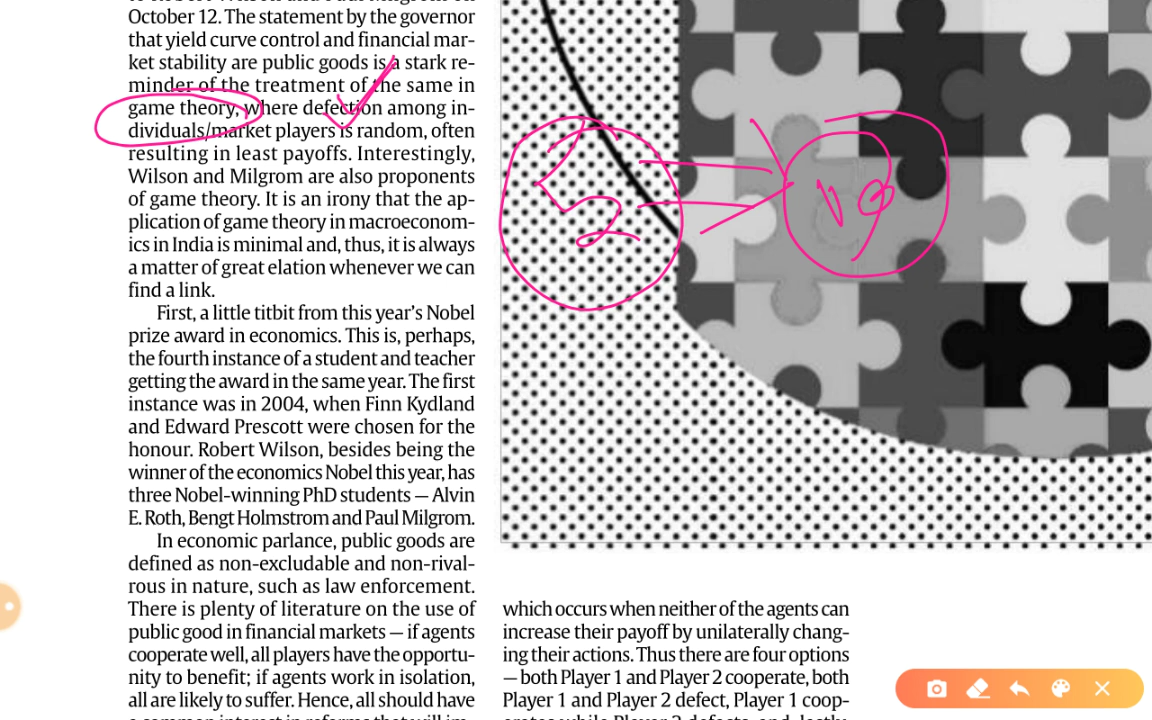 October 12. The statement by the governor
that yield curve control and financial mar-
ket stability are public goods is a stark re-
minder of the treatment of the same in
game theory, where defection among in-
dividuals/market players is random, often
resulting in least payoffs. Interestingly,
Wilson and Milgrom are also proponents
of game theory. It is an irony that the ap-
plication of game theory in macroeconom-
ics in India is minimal and, thus, it is always
a matter of great elation whenever we can
find a link.
First, a little titbit from this year's Nobel
prize award in economics. This is, perhaps,
the fourth instance of a student and teacher
getting the award in the same year. The first
instance was in 2004, when Finn Kydland
and Edward Prescott were chosen for the
honour. Robert Wilson, besides being the
winner of the economics Nobel this year, has
three Nobel-winning PhD students — Alvin
E. Roth, Bengt Holmstrom and Paul Milgrom.
In economic parlance, public goods are
defined as non-excludable and non-rival-
rous in nature, such as law enforcement.
There is plenty of literature on the use of
public good in financial markets — if agents
cooperate well, all players have the opportu-
nity to benefit; if agents work in isolation,
all are likely to suffer. Hence, all should have
which occurs when neither of the agents can
increase their payoff by unilaterally chang-
ing their actions. Thus there are four options
— both Player 1 and Player 2 cooperate, both
Player 1 and Player 2 defect, Player 1 coop-